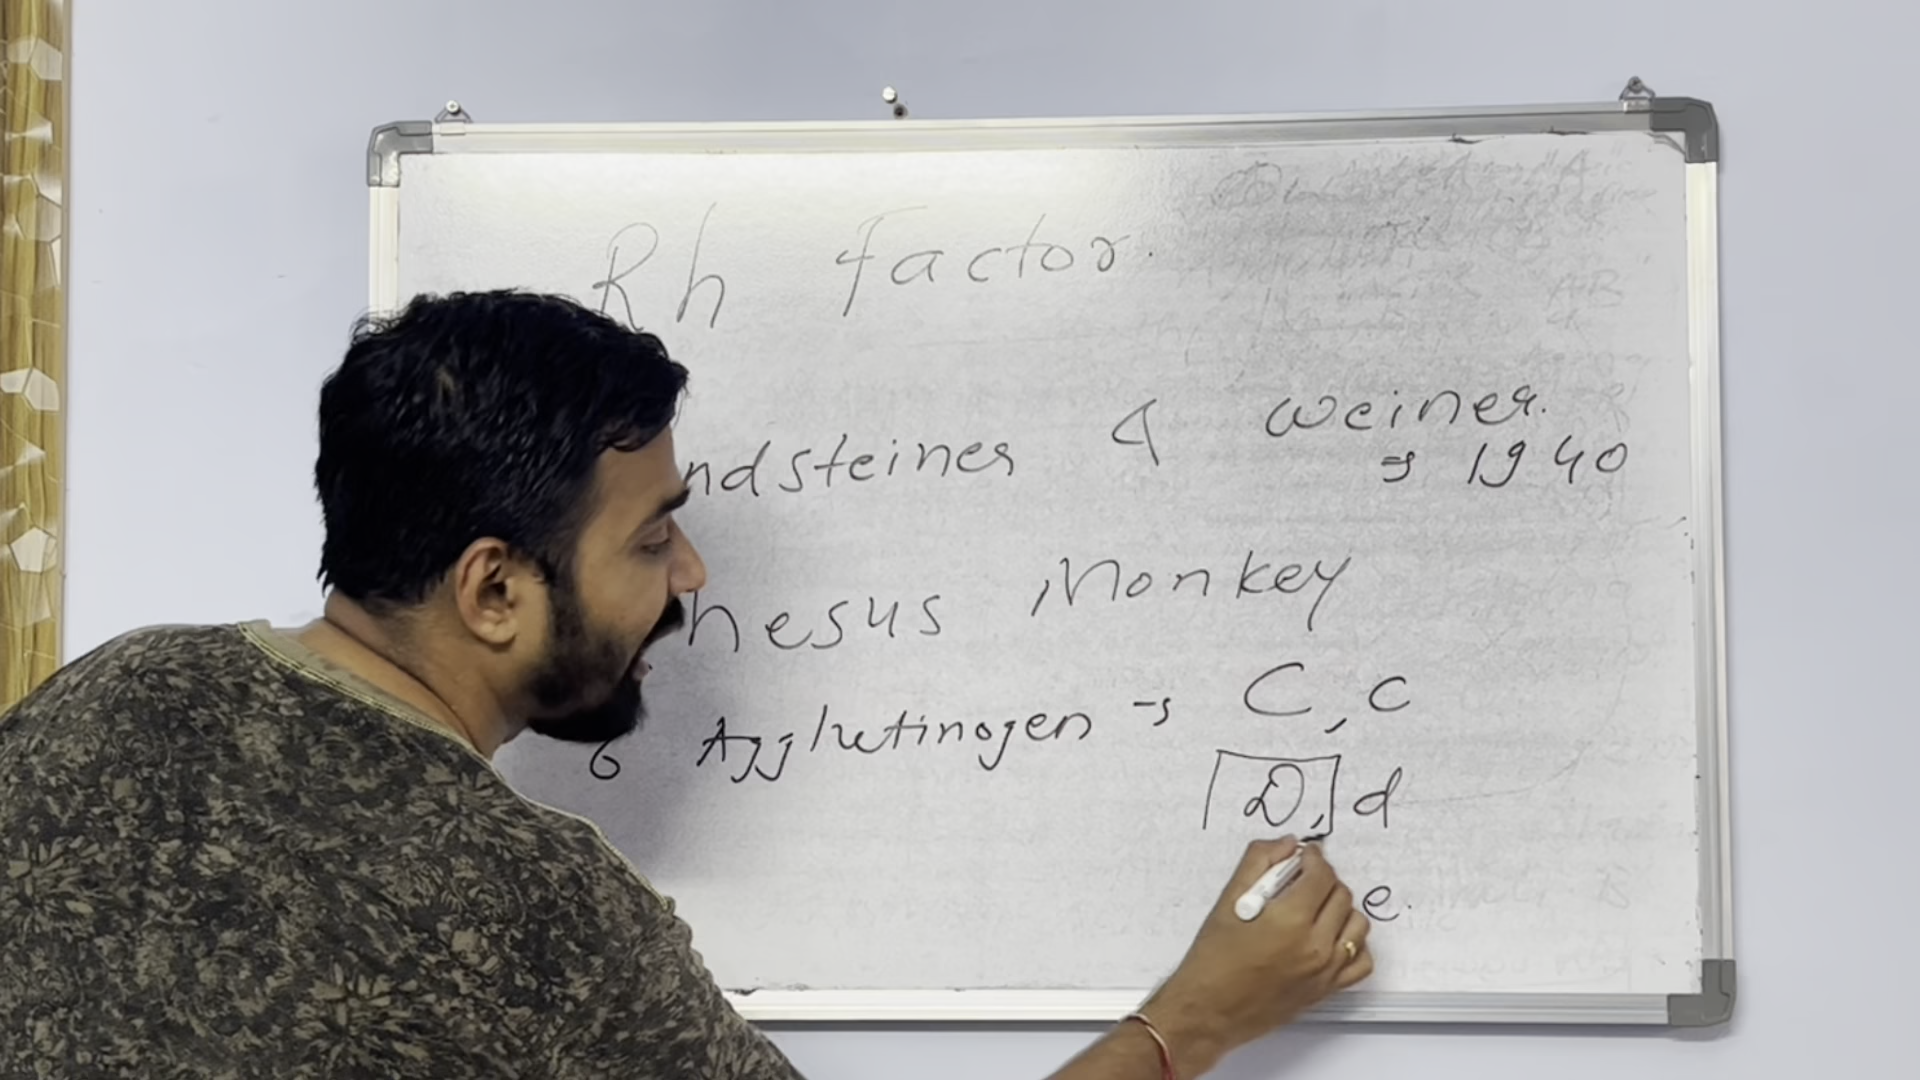 Rh Factor.
ndsteiner & Weiner.
⇒ 1940
hesus Monkey
6 Agglutinogen → C, c
D, d
e.